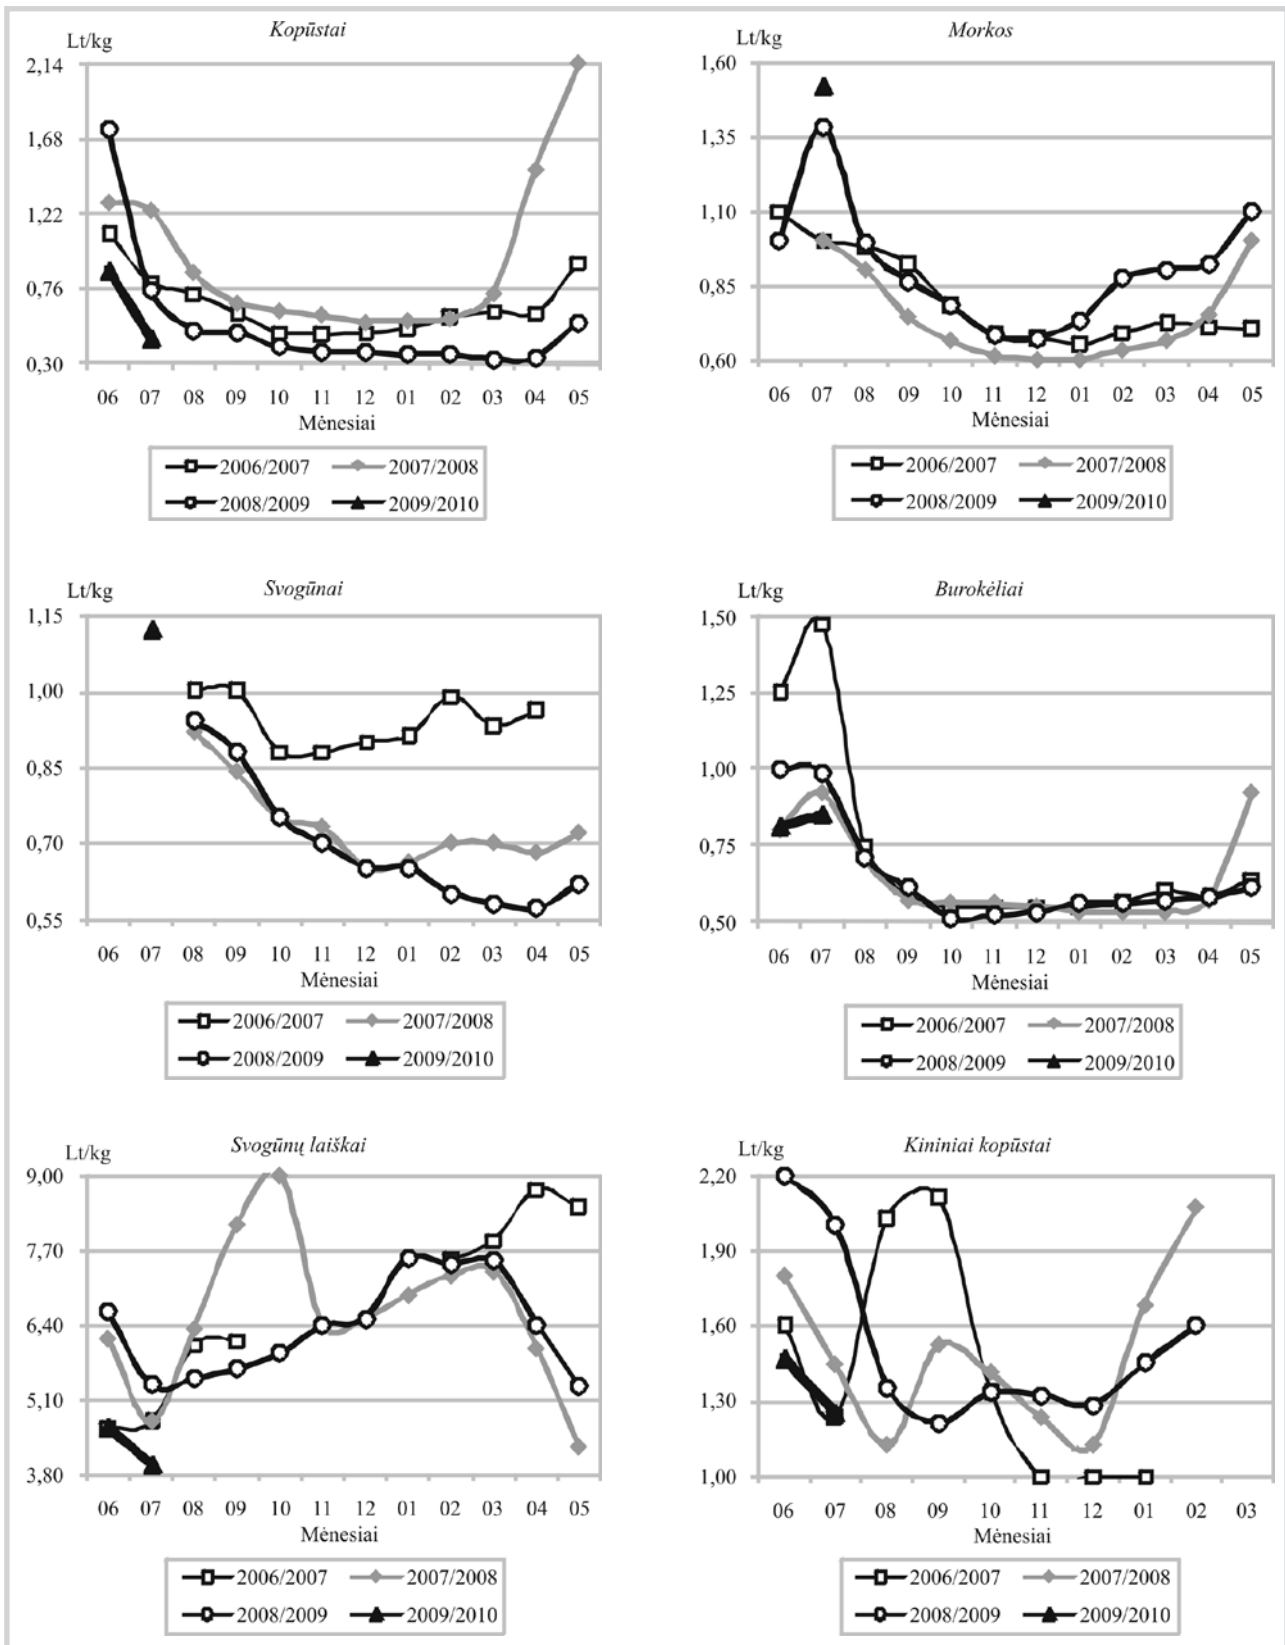 Kopūstai
Lt/kg
2,14
1,68
1,22
0,76
0,30
06 07 08 09 10 11 12 01 02 03 04 05
Mėnesiai
2006/2007 2007/2008
2008/2009 2009/2010
Morkos
Lt/kg
1,60
1,35
1,10
0,85
0,60
06 07 08 09 10 11 12 01 02 03 04 05
Mėnesiai
2006/2007 2007/2008
2008/2009 2009/2010
Svogūnai
Lt/kg
1,15
1,00
0,85
0,70
0,55
06 07 08 09 10 11 12 01 02 03 04 05
Mėnesiai
2006/2007 2007/2008
2008/2009 2009/2010
Burokėliai
Lt/kg
1,50
1,25
1,00
0,75
0,50
06 07 08 09 10 11 12 01 02 03 04 05
Mėnesiai
2006/2007 2007/2008
2008/2009 2009/2010
Svogūnų laiškai
Lt/kg
9,00
7,70
6,40
5,10
3,80
06 07 08 09 10 11 12 01 02 03 04 05
Mėnesiai
2006/2007 2007/2008
2008/2009 2009/2010
Kininiai kopūstai
Lt/kg
2,20
1,90
1,60
1,30
1,00
06 07 08 09 10 11 12 01 02 03
Mėnesiai
2006/2007 2007/2008
2008/2009 2009/2010